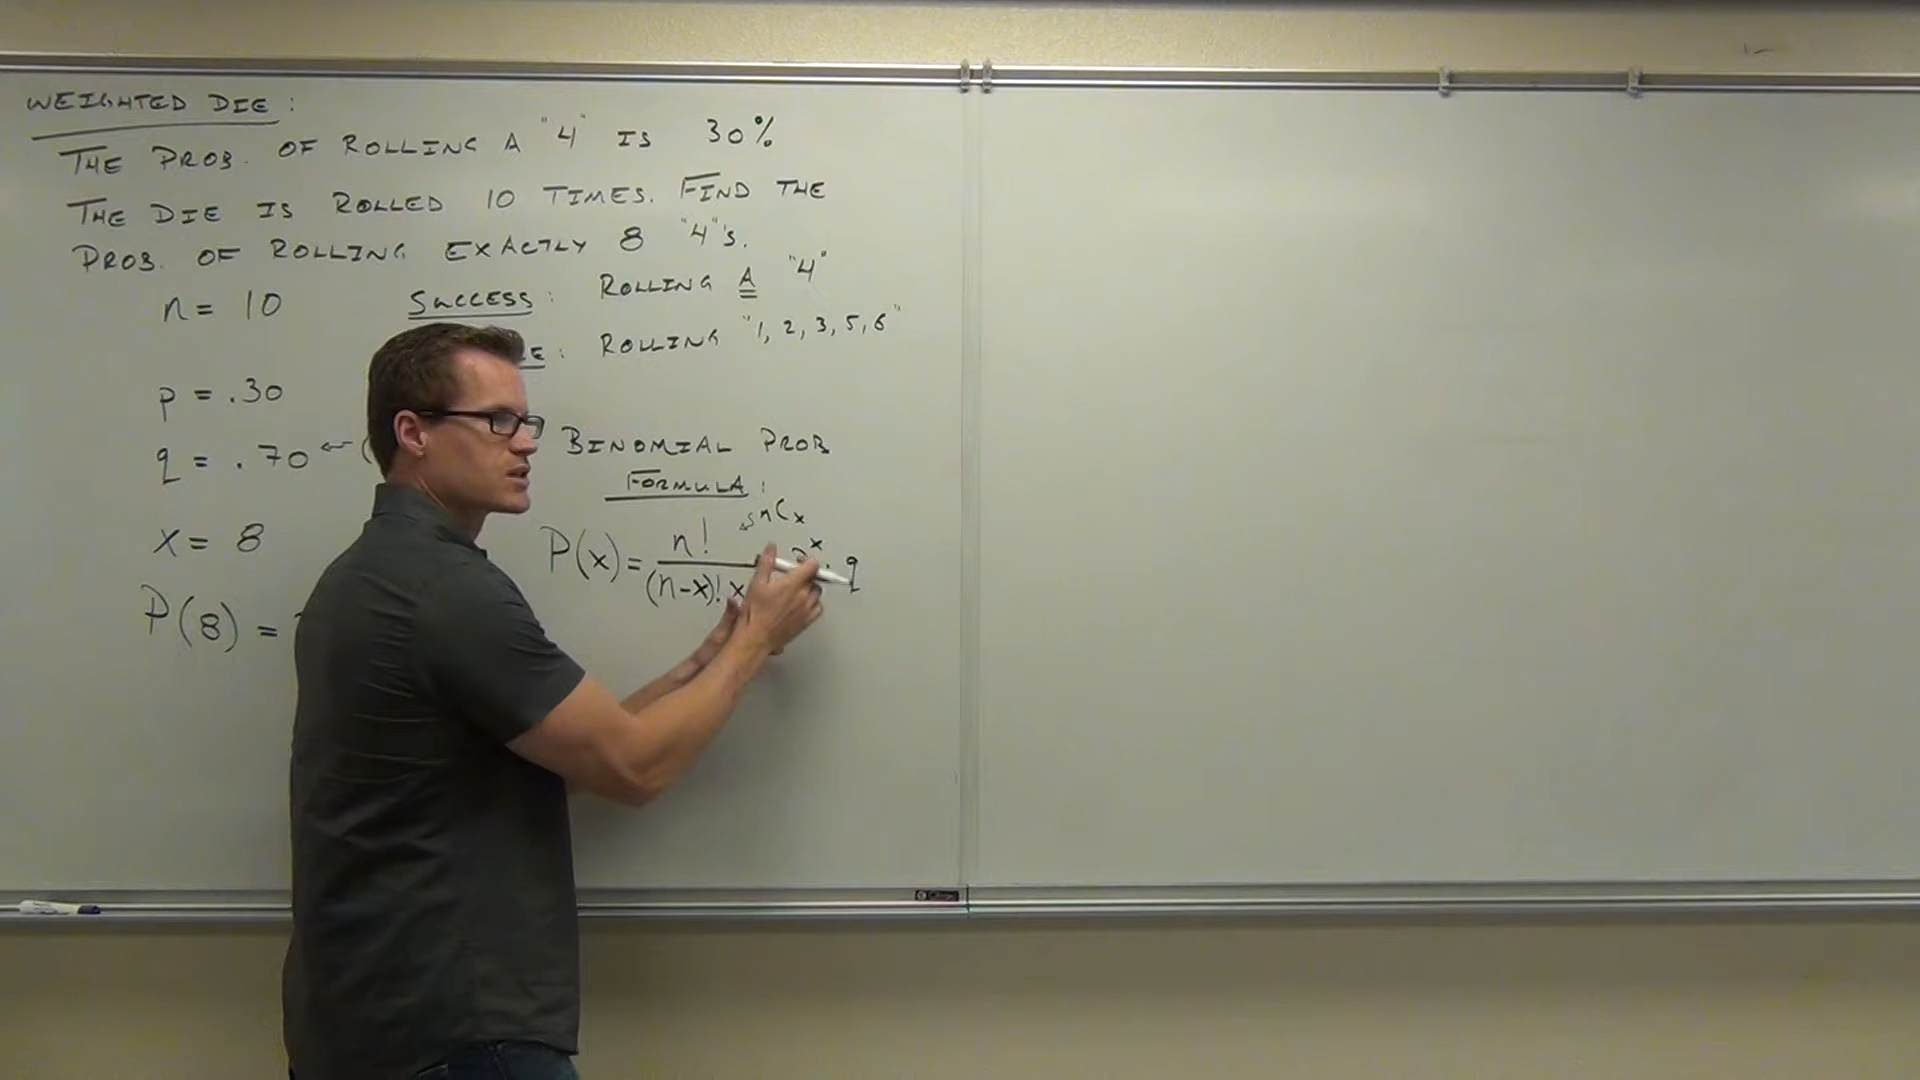 WEIGHTED DIE:
THE PROB. OF ROLLING A "4" IS 30%
THE DIE IS ROLLED 10 TIMES. FIND THE
PROB. OF ROLLING EXACTLY 8 "4"'s.
n = 10
SUCCESS: ROLLING A "4"
: ROLLING "1, 2, 3, 5, 6"
p = .30
q = .70 ←
BINOMIAL PROB
FORMULA:
x = 8
nCx
P(x) = n! / (n-x)! x · q
P(8) =